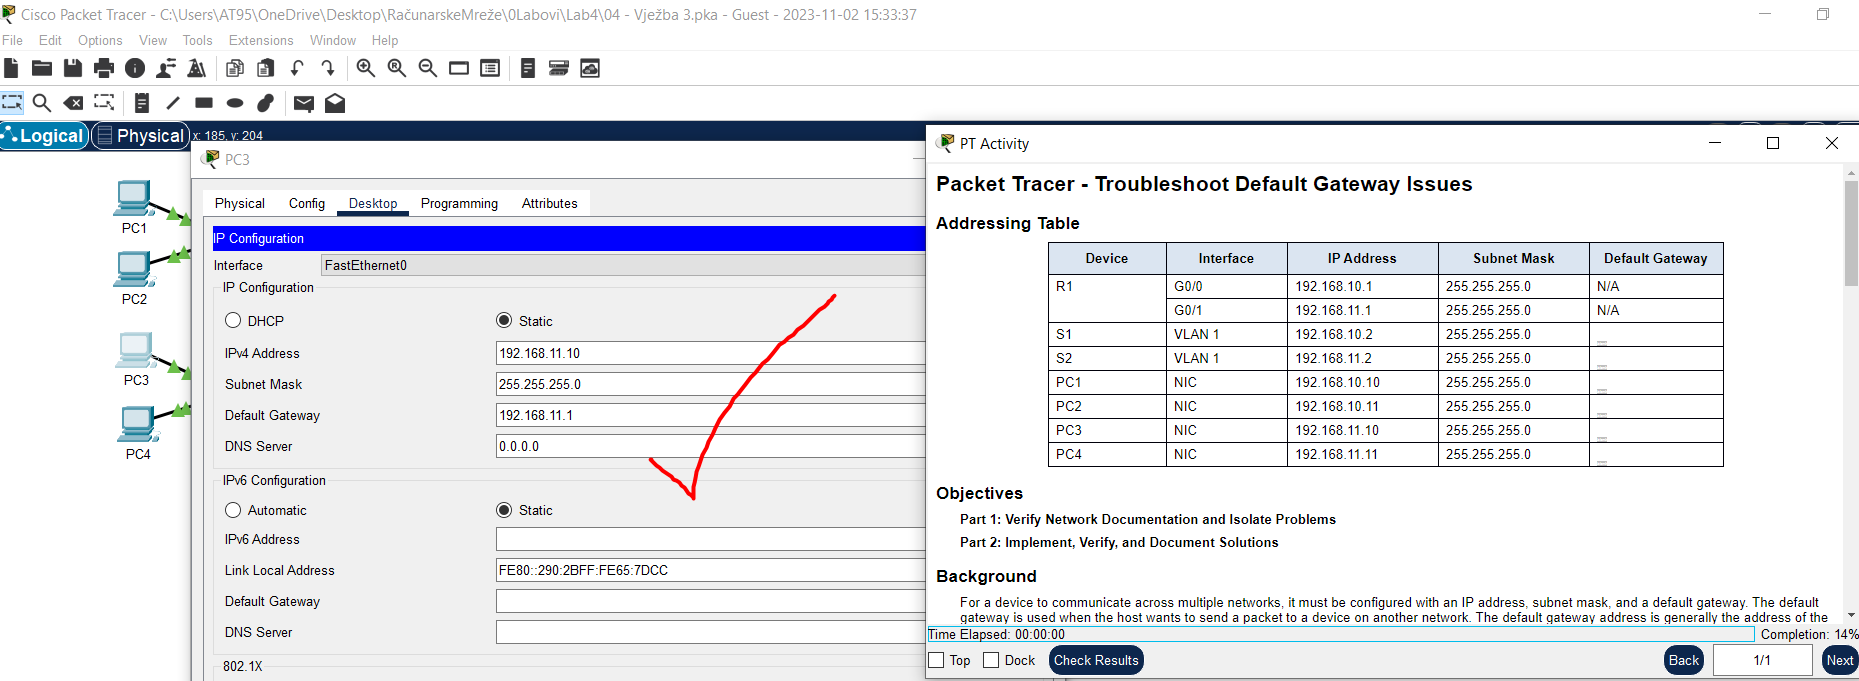 Cisco Packet Tracer - C:\Users\AT95\OneDrive\Desktop\RačunarskeMreže\0Labovi\Lab4\04 - Vježba 3.pka - Guest - 2023-11-02 15:33:37
File Edit Options View Tools Extensions Window Help
Logical Physical x: 185, y: 204
PC1
PC2
PC3
PC4
PC3
Physical Config Desktop Programming Attributes
IP Configuration
Interface FastEthernet0
IP Configuration
DHCP Static
IPv4 Address 192.168.11.10
Subnet Mask 255.255.255.0
Default Gateway 192.168.11.1
DNS Server 0.0.0.0
IPv6 Configuration
Automatic Static
IPv6 Address
Link Local Address FE80::290:2BFF:FE65:7DCC
Default Gateway
DNS Server
802.1X
PT Activity
Packet Tracer - Troubleshoot Default Gateway Issues
Addressing Table
Device Interface IP Address Subnet Mask Default Gateway
R1 G0/0 192.168.10.1 255.255.255.0 N/A
G0/1 192.168.11.1 255.255.255.0 N/A
S1 VLAN 1 192.168.10.2 255.255.255.0
S2 VLAN 1 192.168.11.2 255.255.255.0
PC1 NIC 192.168.10.10 255.255.255.0
PC2 NIC 192.168.10.11 255.255.255.0
PC3 NIC 192.168.11.10 255.255.255.0
PC4 NIC 192.168.11.11 255.255.255.0
Objectives
Part 1: Verify Network Documentation and Isolate Problems
Part 2: Implement, Verify, and Document Solutions
Background
For a device to communicate across multiple networks, it must be configured with an IP address, subnet mask, and a default gateway. The default
gateway is used when the host wants to send a packet to a device on another network. The default gateway address is generally the address of the
Time Elapsed: 00:00:00 Completion: 14%
Top Dock Check Results Back 1/1 Next